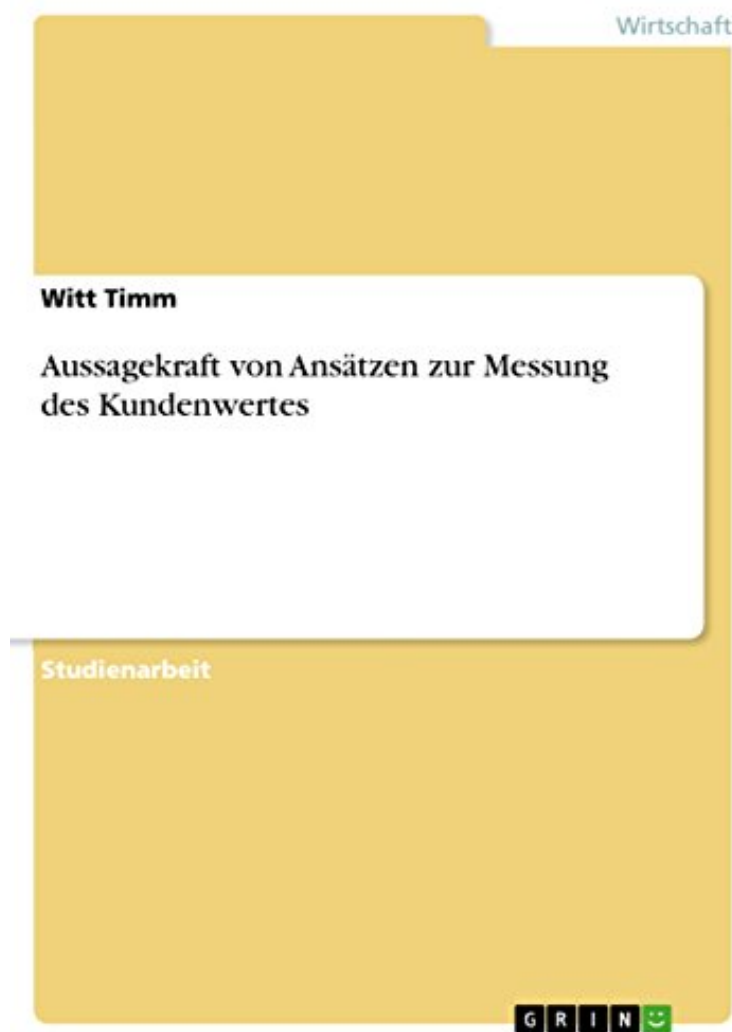 Wirtschaft
Witt Timm
Aussagekraft von Ansätzen zur Messung
des Kundenwertes
Studienarbeit
GRIN